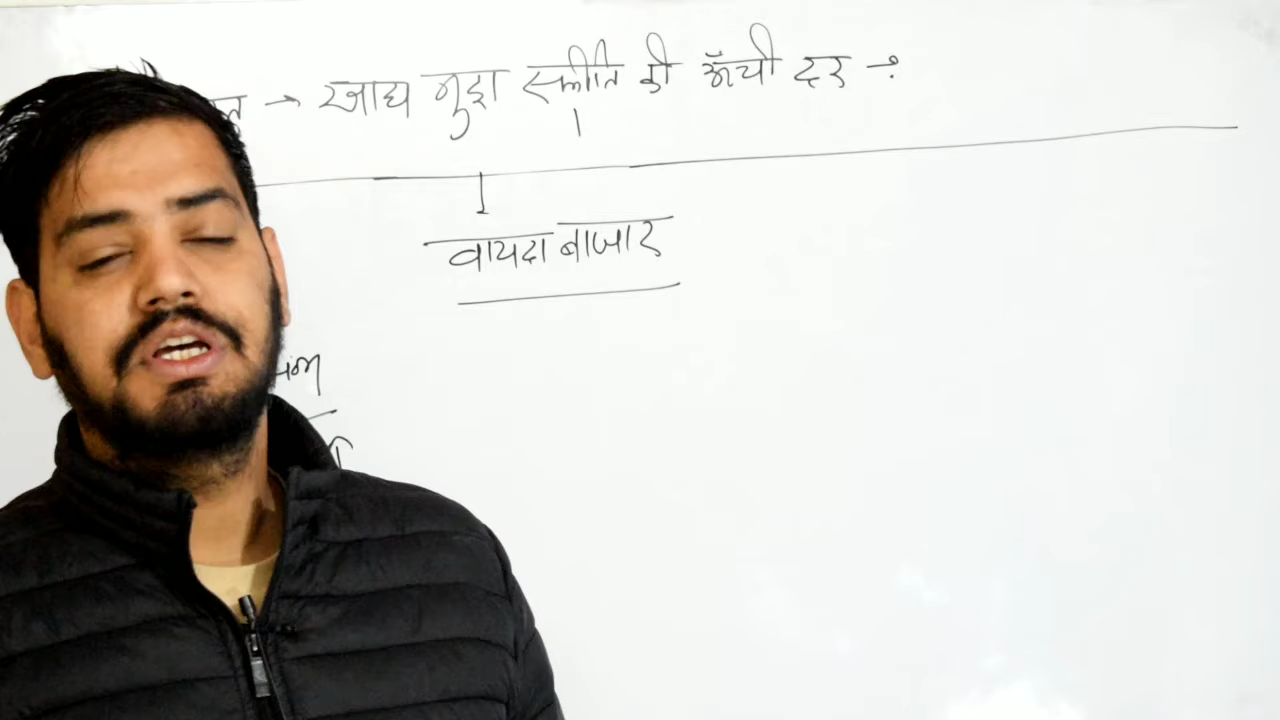 → खाद्य मुद्रा स्फीति की ऊँची दर →:
वायदा बाजार